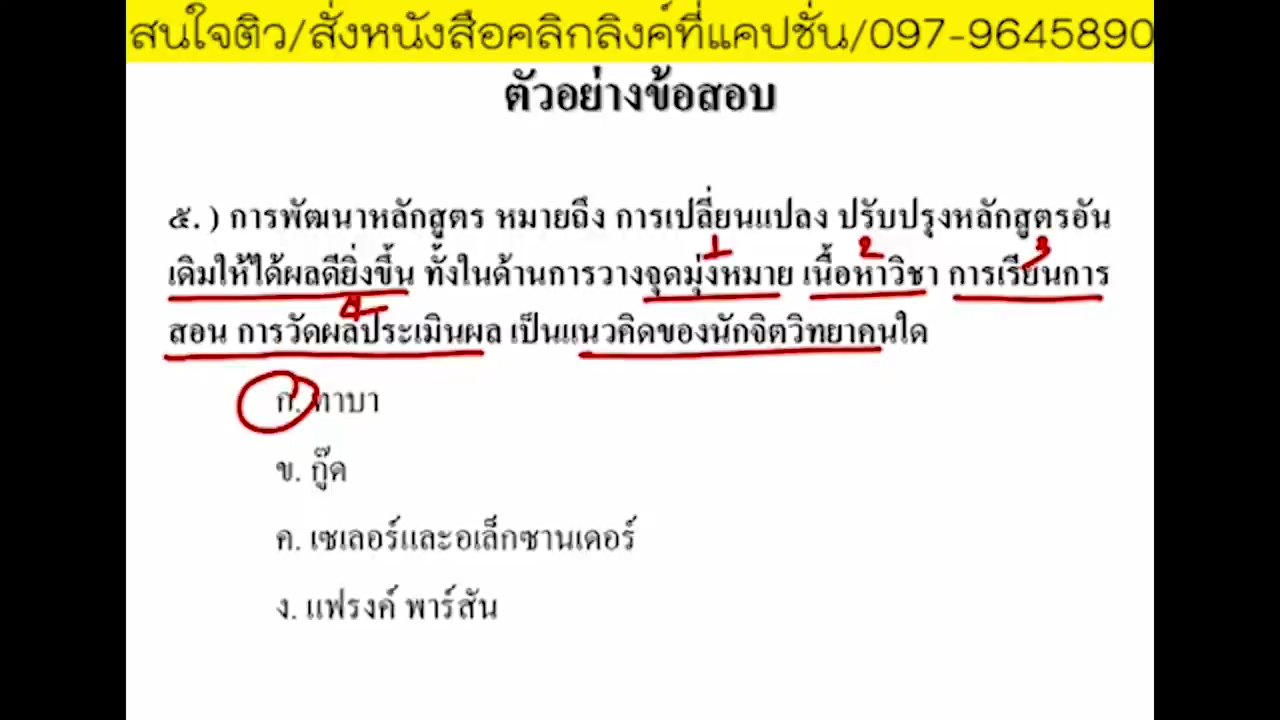 สนใจติว/สั่งหนังสือคลิกลิงค์ที่แคปชั่น/097-9645890
ตัวอย่างข้อสอบ
๕. ) การพัฒนาหลักสูตร หมายถึง การเปลี่ยนแปลง ปรับปรุงหลักสูตรอัน
1 2 3
เดิมให้ได้ผลดียิ่งขึ้น ทั้งในด้านการวางจุดมุ่งหมาย เนื้อหาวิชา การเรียนการ
4
สอน การวัดผลประเมินผล เป็นแนวคิดของนักจิตวิทยาคนใด
ก. ทาบา
ข. กู๊ด
ค. เซเลอร์และอเล็กซานเดอร์
ง. แฟรงค์ พาร์สัน